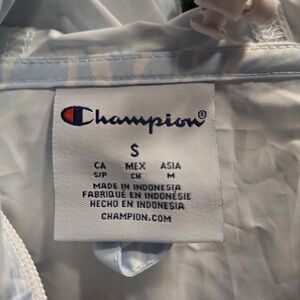 Champion®
S
CA MEX ASIA
S/P CH M
MADE IN INDONESIA
FABRIQUÉ EN INDONÉSIE
HECHO EN INDONESIA
CHAMPION.COM